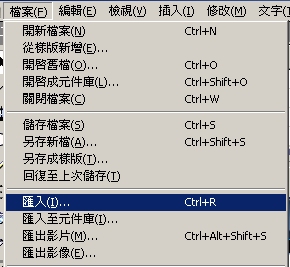 檔案(F) 編輯(E) 檢視(V) 插入(I) 修改(M) 文字(T
開新檔案(N) Ctrl+N
從樣版新增(E)...
開啓舊檔(O)... Ctrl+O
開啓成元件庫(L)... Ctrl+Shift+O
關閉檔案(C) Ctrl+W
儲存檔案(S) Ctrl+S
另存新檔(A)... Ctrl+Shift+S
另存成樣版(T)...
回復至上次儲存(T)
匯入(I)... Ctrl+R
匯入至元件庫(I)...
匯出影片(M)... Ctrl+Alt+Shift+S
匯出影像(E)...